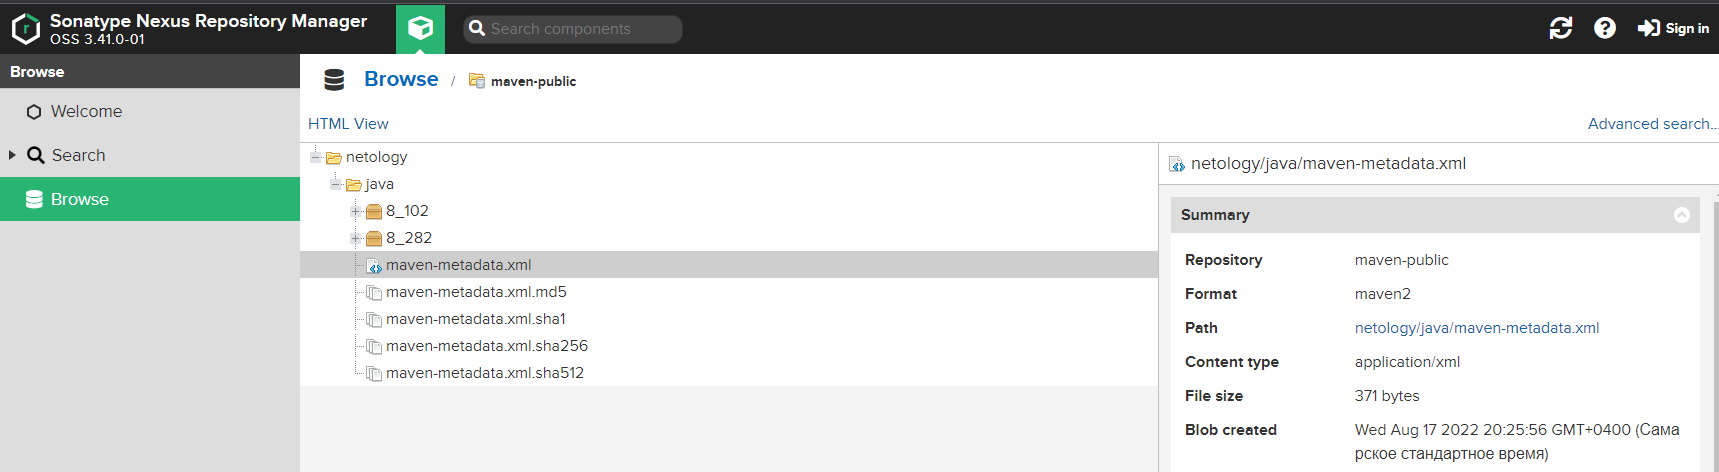 Sonatype Nexus Repository Manager
OSS 3.41.0-01
Search components
Sign in
Browse
Welcome
Search
Browse
Browse / maven-public
HTML View
Advanced search...
netology
java
8_102
8_282
maven-metadata.xml
maven-metadata.xml.md5
maven-metadata.xml.sha1
maven-metadata.xml.sha256
maven-metadata.xml.sha512
netology/java/maven-metadata.xml
Summary
Repository maven-public
Format maven2
Path netology/java/maven-metadata.xml
Content type application/xml
File size 371 bytes
Blob created Wed Aug 17 2022 20:25:56 GMT+0400 (Сама
рское стандартное время)